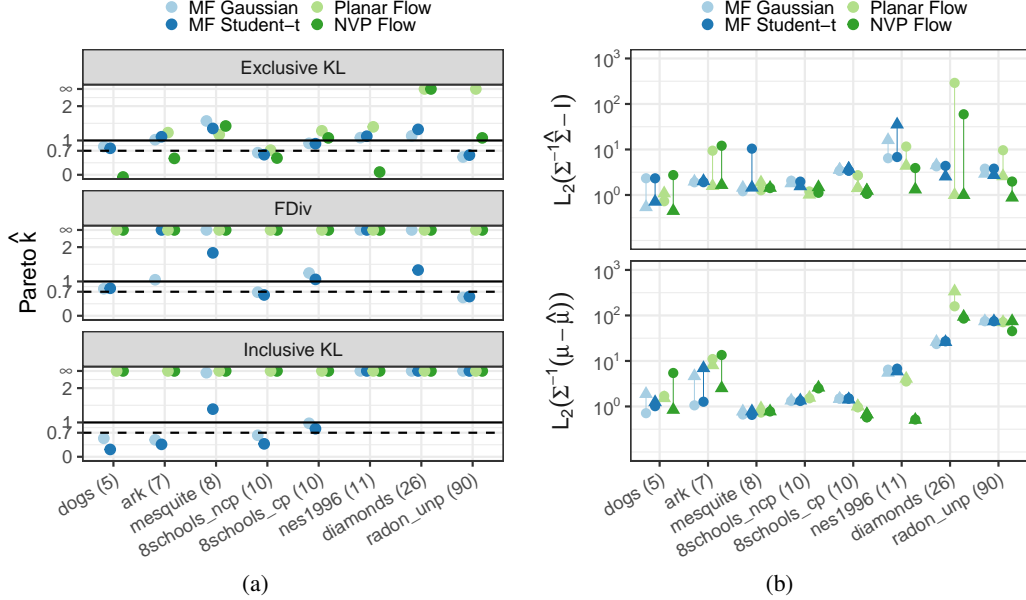 MF Gaussian Planar Flow
MF Student−t NVP Flow
Exclusive KL
∞
2
1
0.7
0
FDiv
∞
2
1
0.7
0
Inclusive KL
∞
2
1
0.7
0
Pareto k̂
dogs (5)
ark (7)
mesquite (8)
8schools_ncp (10)
8schools_cp (10)
nes1996 (11)
diamonds (26)
radon_unp (90)
(a)
MF Gaussian Planar Flow
MF Student−t NVP Flow
L₂(Σ⁻¹Σ̂ − I)
10³
10²
10¹
10⁰
L₂(Σ⁻¹(μ − μ̂))
10³
10²
10¹
10⁰
dogs (5)
ark (7)
mesquite (8)
8schools_ncp (10)
8schools_cp (10)
nes1996 (11)
diamonds (26)
radon_unp (90)
(b)